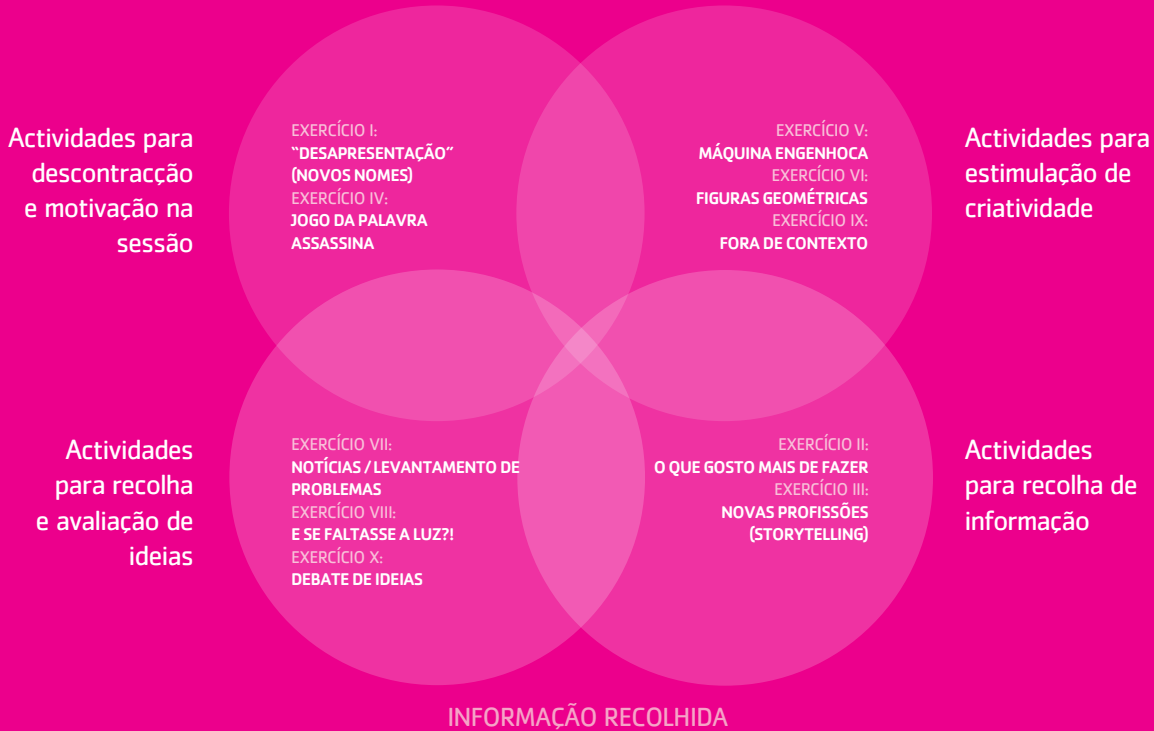 Actividades para
descontracção
e motivação na
sessão
EXERCÍCIO I:
“DESAPRESENTAÇÃO”
(NOVOS NOMES)
EXERCÍCIO IV:
JOGO DA PALAVRA
ASSASSINA
EXERCÍCIO V:
MÁQUINA ENGENHOCA
EXERCÍCIO VI:
FIGURAS GEOMÉTRICAS
EXERCÍCIO IX:
FORA DE CONTEXTO
Actividades para
estimulação de
criatividade
Actividades
para recolha
e avaliação de
ideias
EXERCÍCIO VII:
NOTÍCIAS / LEVANTAMENTO DE
PROBLEMAS
EXERCÍCIO VIII:
E SE FALTASSE A LUZ?!
EXERCÍCIO X:
DEBATE DE IDEIAS
EXERCÍCIO II:
O QUE GOSTO MAIS DE FAZER
EXERCÍCIO III:
NOVAS PROFISSÕES
(STORYTELLING)
Actividades
para recolha de
informação
INFORMAÇÃO RECOLHIDA